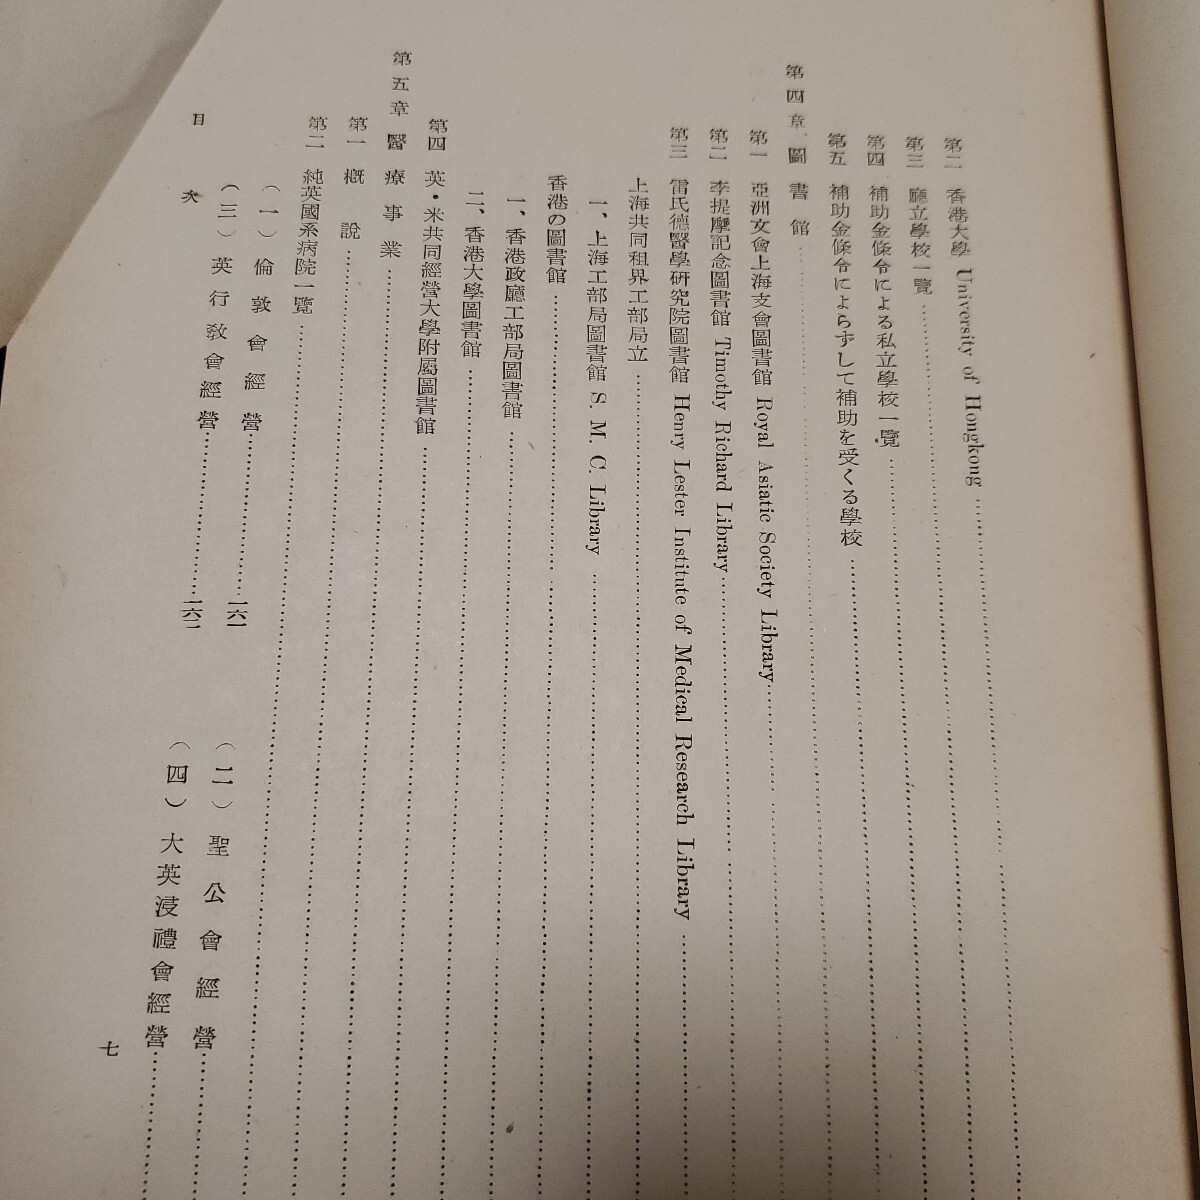 第二 香港大學 University of Hongkong
第三 廳立學校一覽
第四 補助金條令による私立學校一覽
第五 補助金條令によらずして補助を受くる學校
第四章 圖書館
第一 亞洲文會上海支會圖書館 Royal Asiatic Society Library
第二 李提摩記念圖書館 Timothy Richard Library
第三 雷氏德醫學硏究院圖書館 Henry Lester Institute of Medical Research Library
上海共同租界工部局立
一、上海工部局圖書館 S. M. C. Library
香港の圖書館
一、香港政廳工部局圖書館
二、香港大學圖書館
第四 英・米共同經營大學附屬圖書館
第五章 醫療事業
第一 槪說
第二 純英國系病院一覽
(一) 倫敦會經營 一六一
(二) 聖公會經營
(三) 英行敎會經營 一六二
(四) 大英浸禮會經營
目次
七